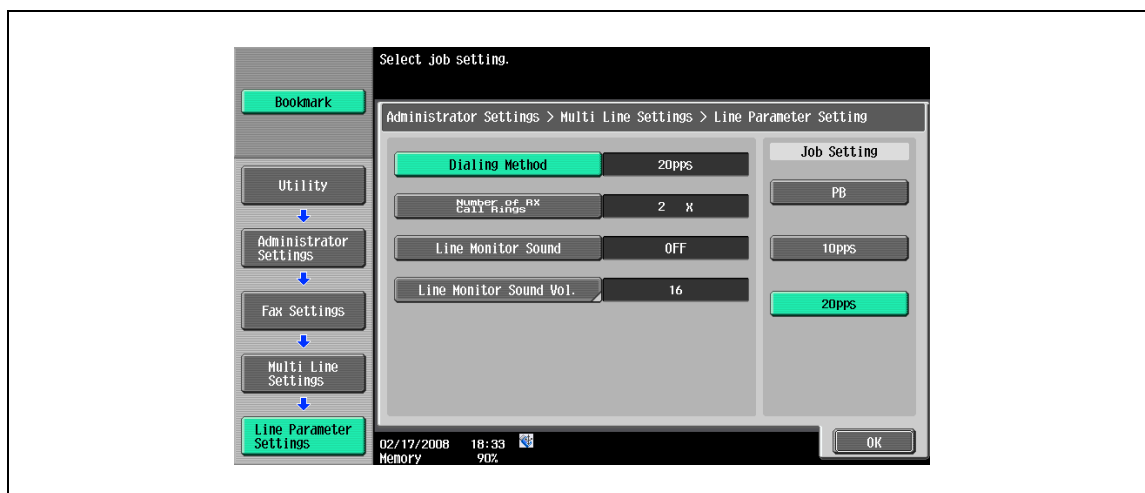 Select job setting.
Bookmark
Administrator Settings > Multi Line Settings > Line Parameter Setting
Utility
Administrator
Settings
Fax Settings
Multi Line
Settings
Line Parameter
Settings
Dialing Method
20pps
Number of RX
Call Rings
2 X
Line Monitor Sound
OFF
Line Monitor Sound Vol.
16
Job Setting
PB
10pps
20pps
02/17/2008 18:33
Memory 90%
OK